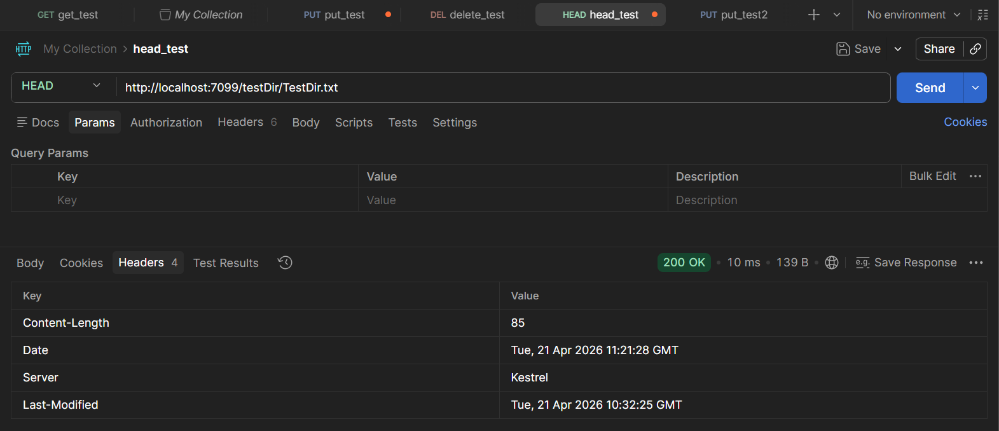 GET get_test My Collection PUT put_test DEL delete_test HEAD head_test PUT put_test2 No environment
HTTP My Collection > head_test Save Share
HEAD http://localhost:7099/testDir/TestDir.txt Send
Docs Params Authorization Headers 6 Body Scripts Tests Settings Cookies
Query Params
Key Value Description Bulk Edit
Key Value Description
Body Cookies Headers 4 Test Results 200 OK • 10 ms • 139 B • e.g. Save Response
Key Value
Content-Length 85
Date Tue, 21 Apr 2026 11:21:28 GMT
Server Kestrel
Last-Modified Tue, 21 Apr 2026 10:32:25 GMT